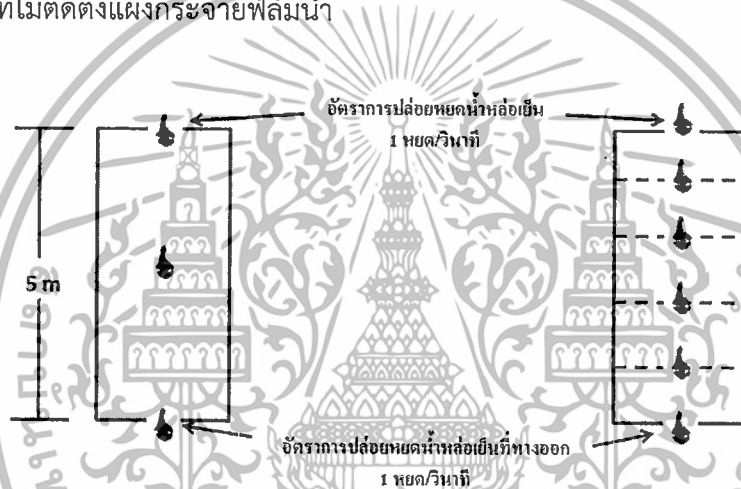 ที่ไม่ติดตั้งแผงกระจายฟิล์มน้ำ
อัตราการปล่อยหยดน้ำหล่อเย็น
1 หยด/วินาที
5 m
อัตราการปล่อยหยดน้ำหล่อเย็นที่ทางออก
1 หยด/วินาที